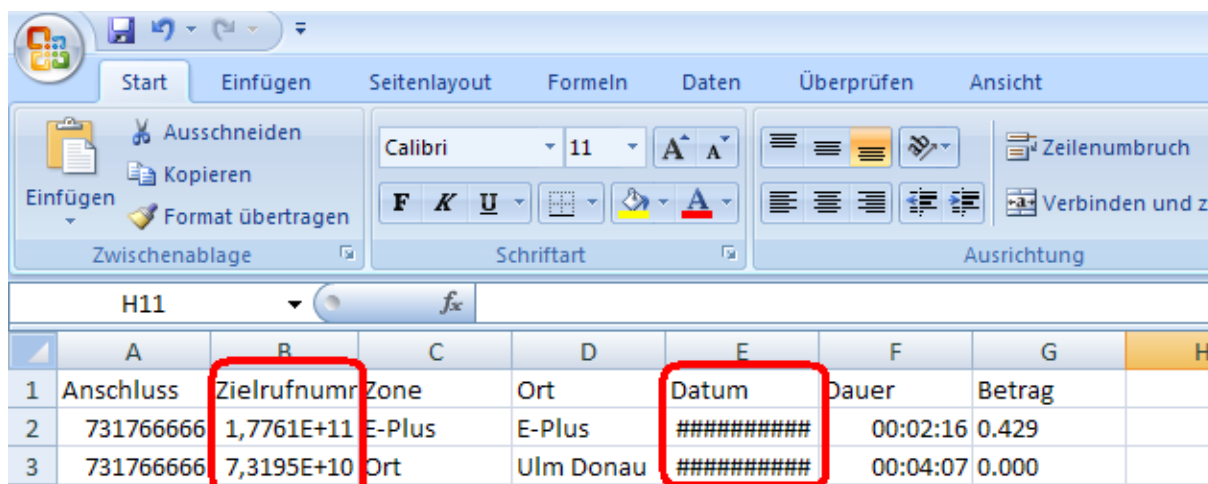 Start Einfügen Seitenlayout Formeln Daten Überprüfen Ansicht
Einfügen
Ausschneiden
Kopieren
Format übertragen
Zwischenablage
Calibri 11 A A
F K U A
Schriftart
Zeilenumbruch
Verbinden und z
Ausrichtung
H11 fx
A B C D E F G H
1 Anschluss Zielrufnumr Zone Ort Datum Dauer Betrag
2 731766666 1,7761E+11 E-Plus E-Plus ########## 00:02:16 0.429
3 731766666 7,3195E+10 Ort Ulm Donau ########## 00:04:07 0.000